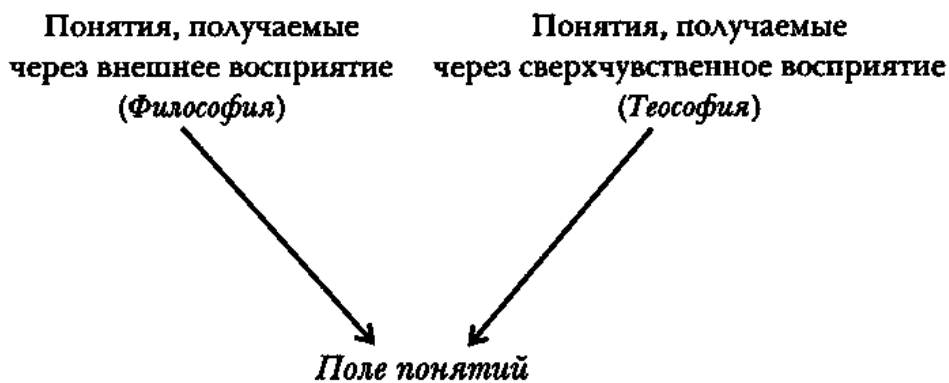 Понятия, получаемые
через внешнее восприятие
(Философия)
Понятия, получаемые
через сверхчувственное восприятие
(Теософия)
Поле понятий